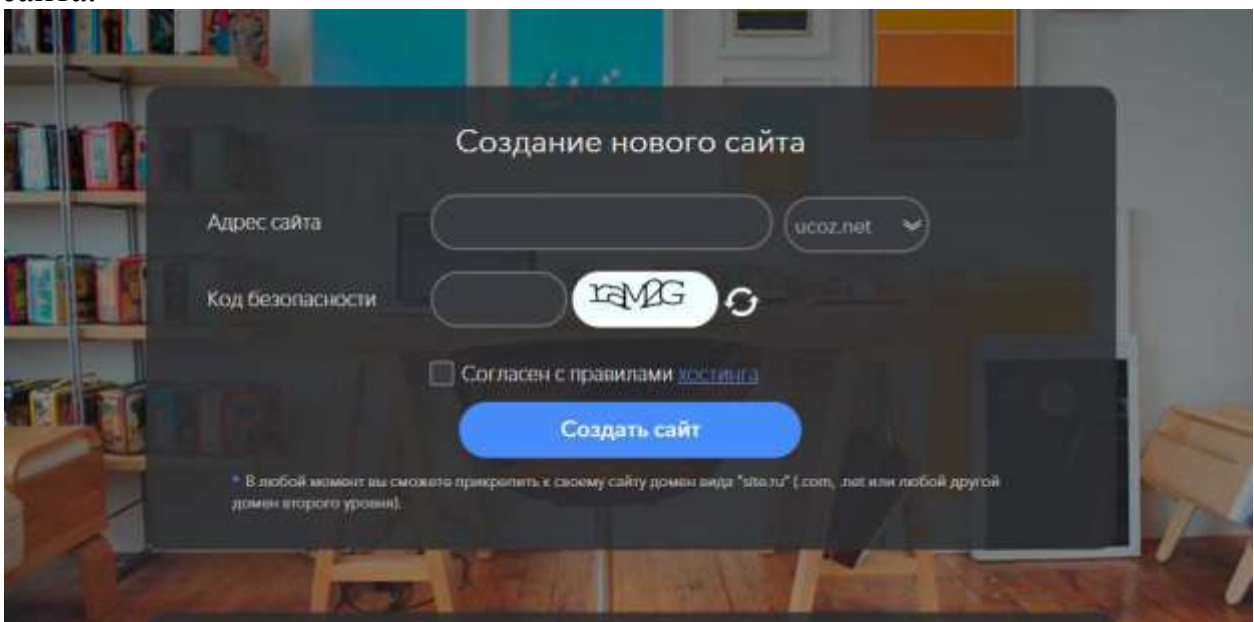 Создание нового сайта
Адрес сайта
ucoz.net
Код безопасности
raM2G
Согласен с правилами хостинга
Создать сайт
* В любой момент вы сможете прикрепить к своему сайту домен вида "site.ru" (.com, .net или любой другой
домен второго уровня).